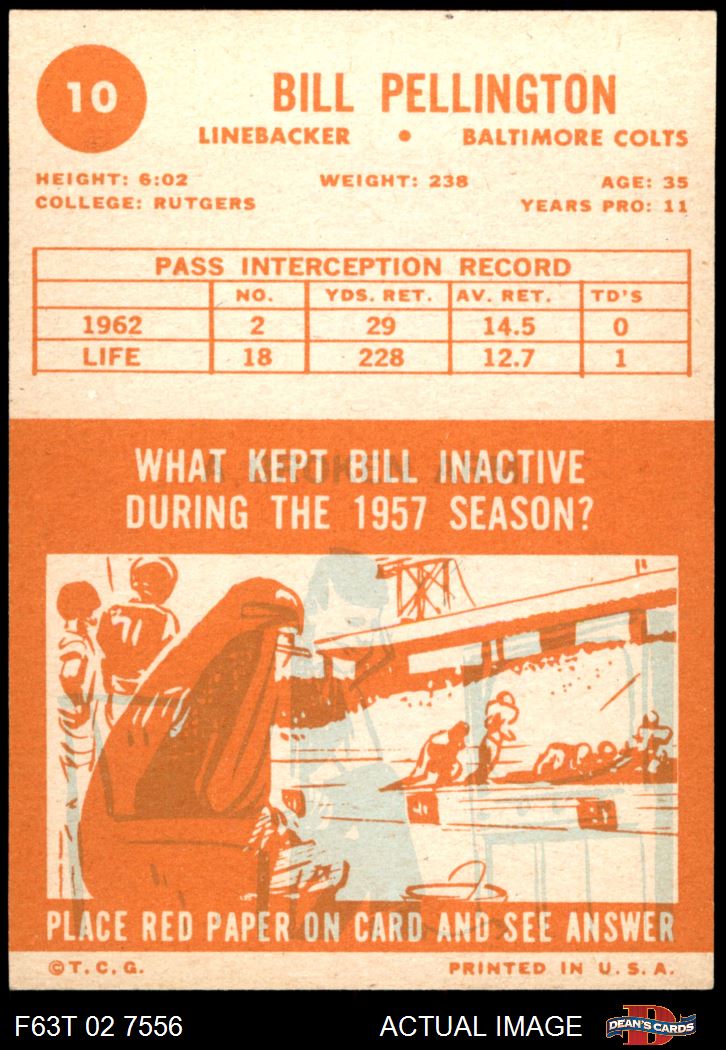 10
BILL PELLINGTON
LINEBACKER • BALTIMORE COLTS
HEIGHT: 6:02 WEIGHT: 238 AGE: 35
COLLEGE: RUTGERS YEARS PRO: 11
PASS INTERCEPTION RECORD
NO. YDS. RET. AV. RET. TD'S
1962 2 29 14.5 0
LIFE 18 228 12.7 1
WHAT KEPT BILL INACTIVE
DURING THE 1957 SEASON?
A BROKEN ARM.
71
PLACE RED PAPER ON CARD AND SEE ANSWER
©T.C.G. PRINTED IN U.S.A.
F63T 02 7556 ACTUAL IMAGE DEAN'S CARDS